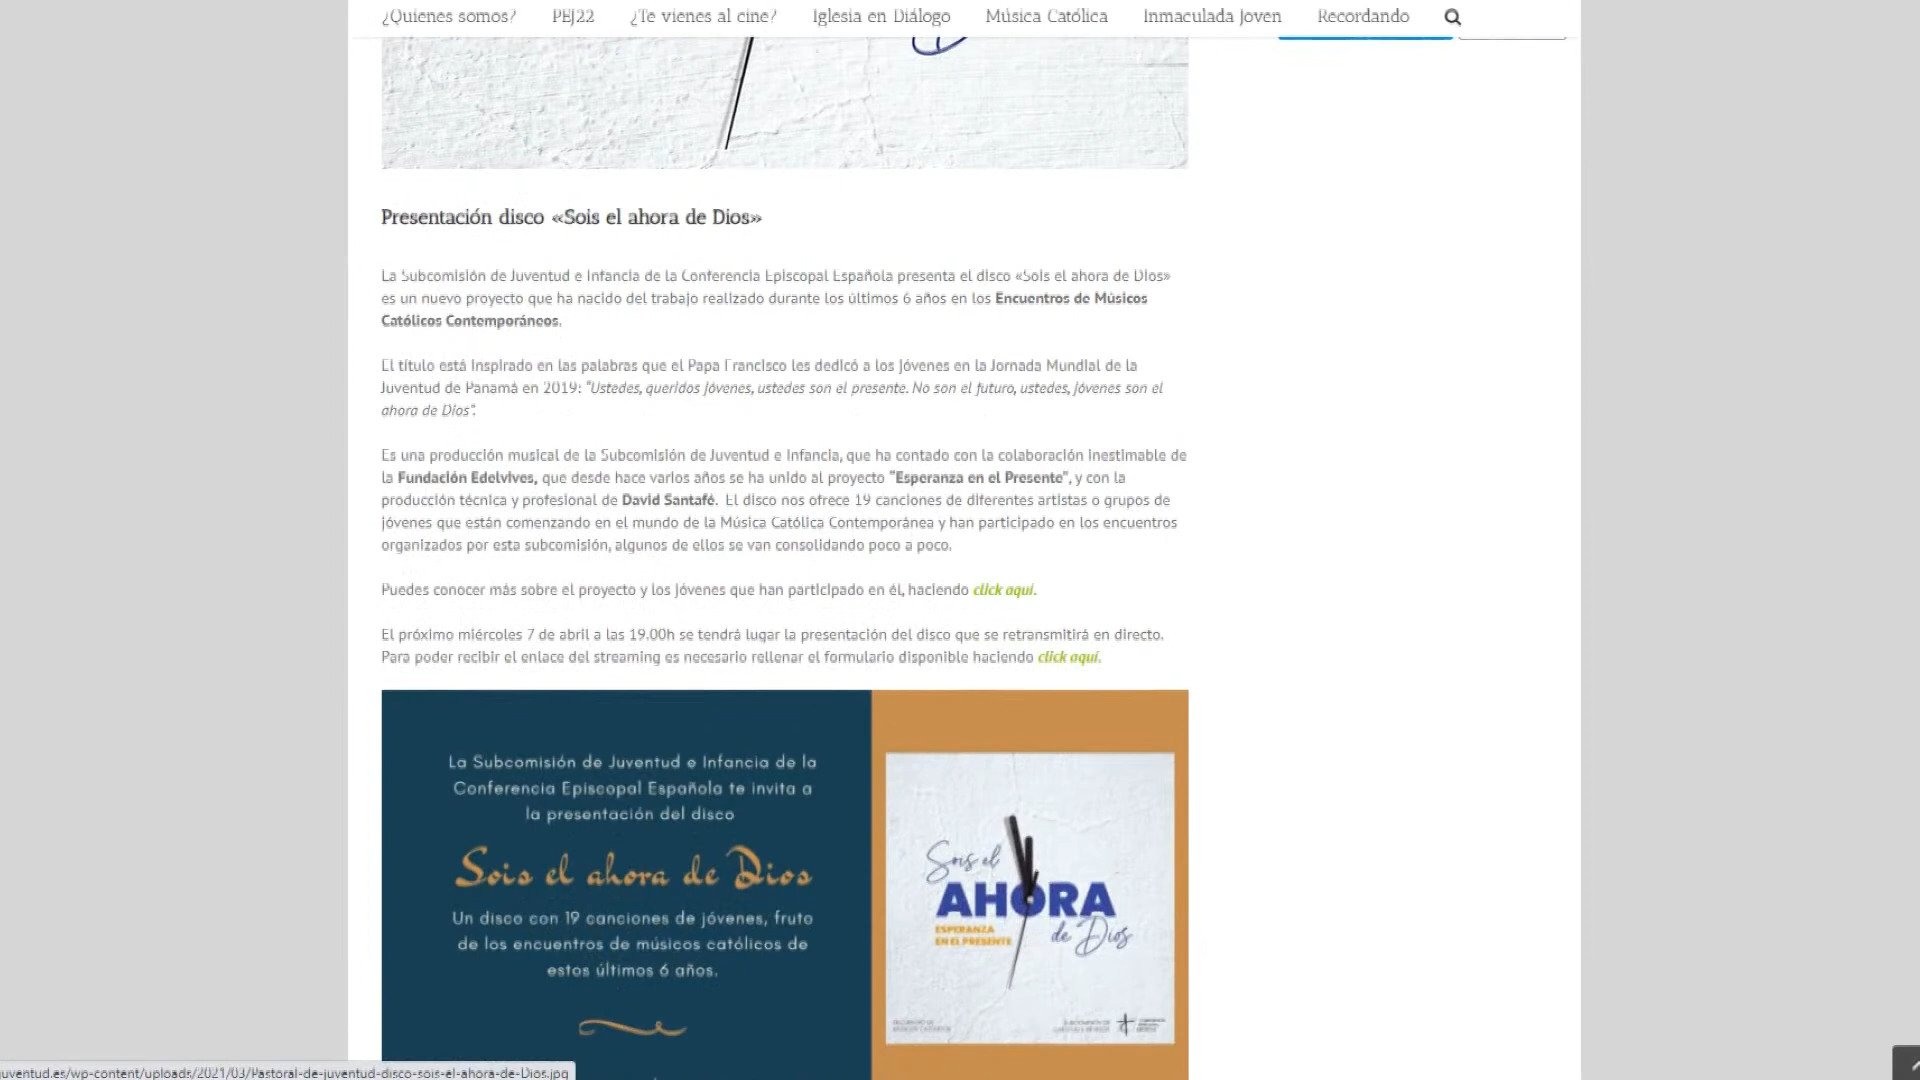 ¿Quienes somos? PEJ22 ¿Te vienes al cine? Iglesia en Diálogo Música Católica Inmaculada Joven Recordando
Presentación disco «Sois el ahora de Dios»
La Subcomisión de Juventud e Infancia de la Conferencia Episcopal Española presenta el disco «Sois el ahora de Dios»
es un nuevo proyecto que ha nacido del trabajo realizado durante los últimos 6 años en los Encuentros de Músicos
Católicos Contemporáneos.
El título está inspirado en las palabras que el Papa Francisco les dedicó a los jóvenes en la Jornada Mundial de la
Juventud de Panamá en 2019: "Ustedes, queridos jóvenes, ustedes son el presente. No son el futuro, ustedes, jóvenes son el
ahora de Dios".
Es una producción musical de la Subcomisión de Juventud e Infancia, que ha contado con la colaboración inestimable de
la Fundación Edelvives, que desde hace varios años se ha unido al proyecto "Esperanza en el Presente", y con la
producción técnica y profesional de David Santafé. El disco nos ofrece 19 canciones de diferentes artistas o grupos de
jóvenes que están comenzando en el mundo de la Música Católica Contemporánea y han participado en los encuentros
organizados por esta subcomisión, algunos de ellos se van consolidando poco a poco.
Puedes conocer más sobre el proyecto y los jóvenes que han participado en él, haciendo click aquí.
El próximo miércoles 7 de abril a las 19.00h se tendrá lugar la presentación del disco que se retransmitirá en directo.
Para poder recibir el enlace del streaming es necesario rellenar el formulario disponible haciendo click aquí.
La Subcomisión de Juventud e Infancia de la
Conferencia Episcopal Española te invita a
la presentación del disco
Sois el ahora de Dios
Un disco con 19 canciones de jóvenes, fruto
de los encuentros de músicos católicos de
estos últimos 6 años.
Sois el
AHORA
de Dios
ESPERANZA
EN EL PRESENTE
juventud.es/wp-content/uploads/2021/03/Pastoral-de-juventud-disco-sois-el-ahora-de-Dios.jpg